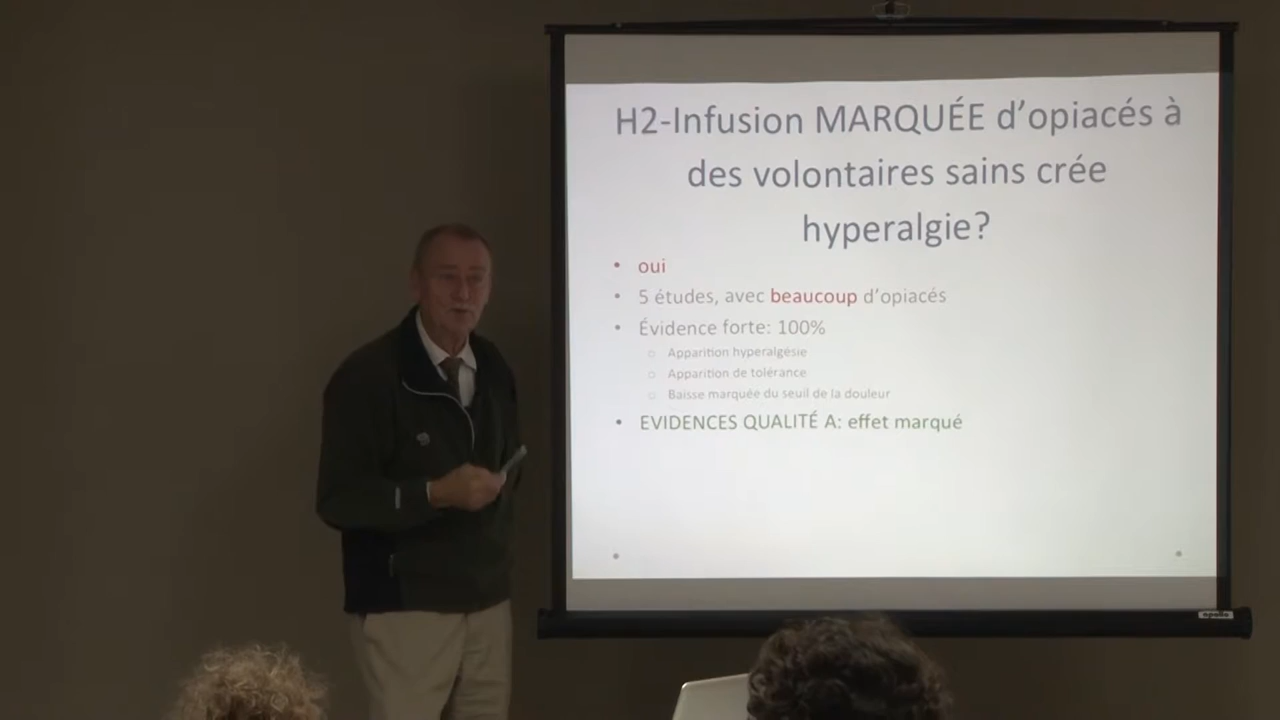 H2-Infusion MARQUÉE d'opiacés à
des volontaires sains crée
hyperalgie?
• oui
• 5 études, avec beaucoup d'opiacés
• Évidence forte: 100%
○ Apparition hyperalgésie
○ Apparition de tolérance
○ Baisse marquée du seuil de la douleur
• EVIDENCES QUALITÉ A: effet marqué
apollo